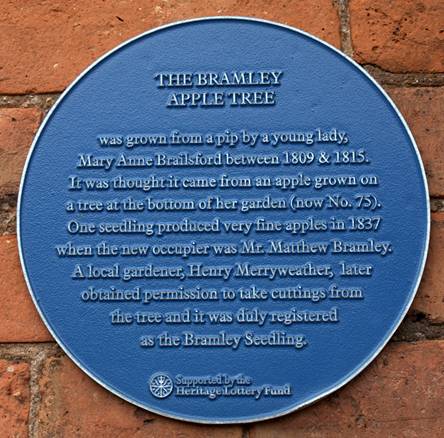 THE BRAMLEY
APPLE TREE
was grown from a pip by a young lady,
Mary Anne Brailsford between 1809 & 1815.
It was thought it came from an apple grown on
a tree at the bottom of her garden (now No. 75).
One seedling produced very fine apples in 1837
when the new occupier was Mr. Matthew Bramley.
A local gardener, Henry Merryweather, later
obtained permission to take cuttings from
the tree and it was duly registered
as the Bramley Seedling.
Supported by the
Heritage Lottery Fund